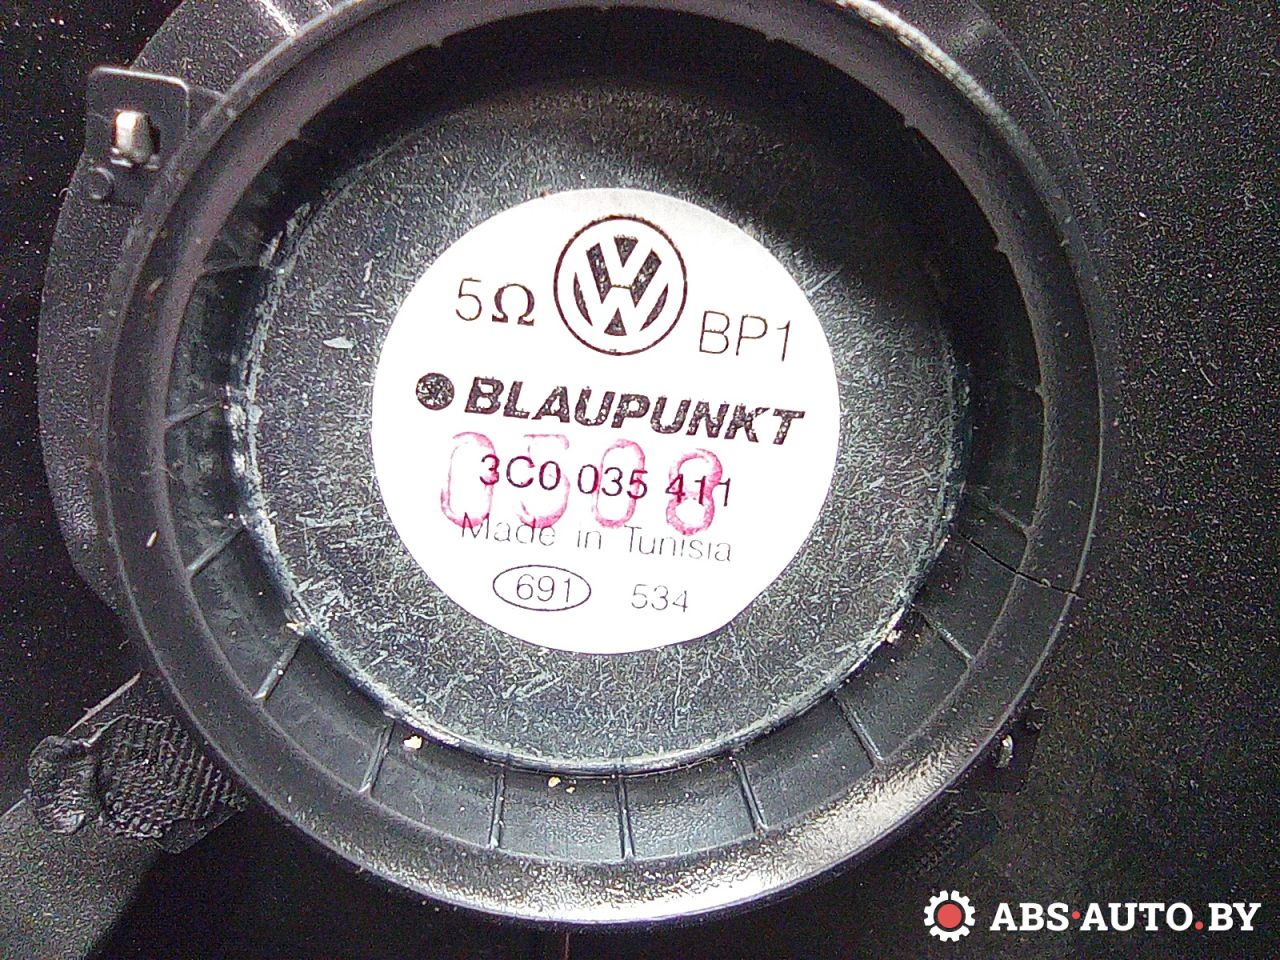 5Ω BP1
BLAUPUNKT
0508
3C0 035 411
Made in Tunisia
691 534
ABS·AUTO.BY